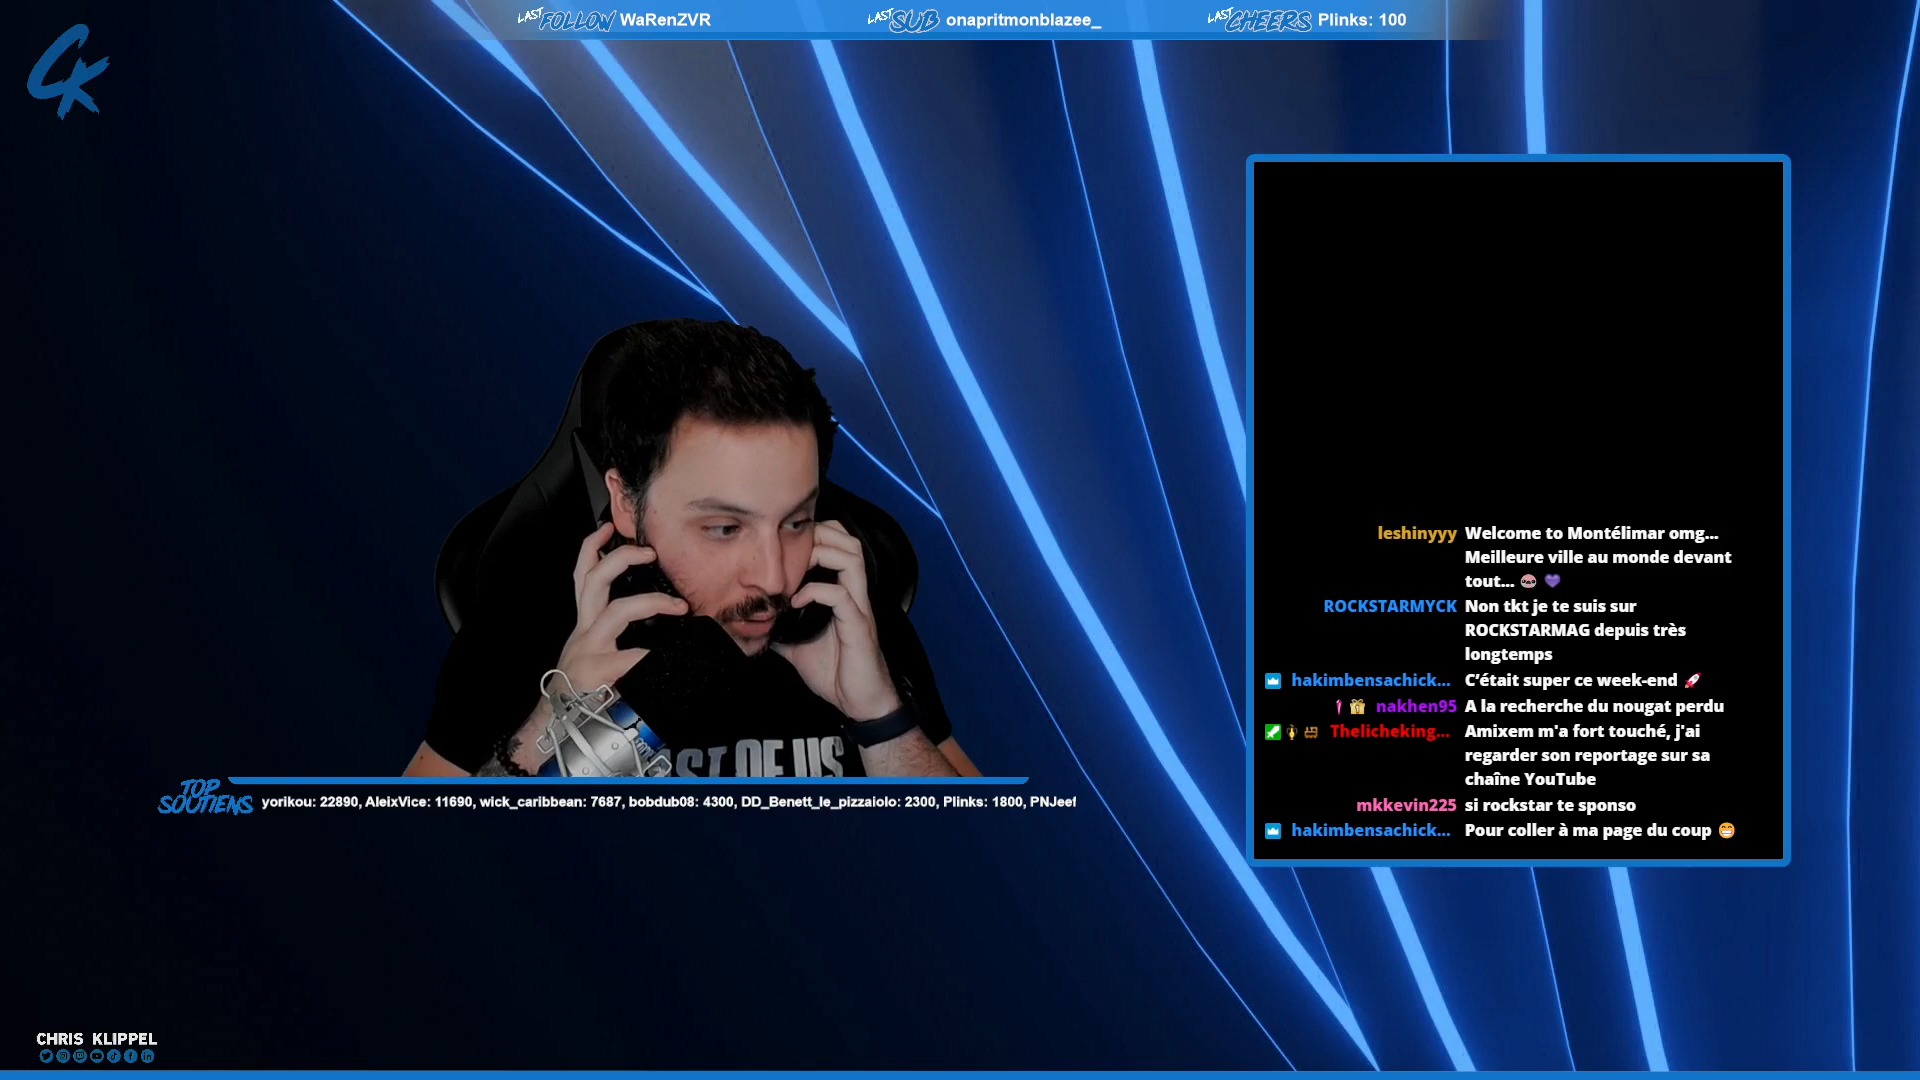 LAST FOLLOW WaRenZVR
LAST SUB onapritmonblazee_
LAST CHEERS Plinks: 100
CK
leshinyyy Welcome to Montélimar omg...
Meilleure ville au monde devant
tout...
ROCKSTARMYCK Non tkt je te suis sur
ROCKSTARMAG depuis très
longtemps
hakimbensachick... C’était super ce week-end
nakhen95 A la recherche du nougat perdu
Thelicheking... Amixem m'a fort touché, j'ai
regarder son reportage sur sa
chaîne YouTube
mkkevin225 si rockstar te sponso
hakimbensachick... Pour coller à ma page du coup
OF US
TOP
SOUTIENS
yorikou: 22890, AleixVice: 11690, wick_caribbean: 7687, bobdub08: 4300, DD_Benett_le_pizzaiolo: 2300, Plinks: 1800, PNJeef
CHRIS KLIPPEL